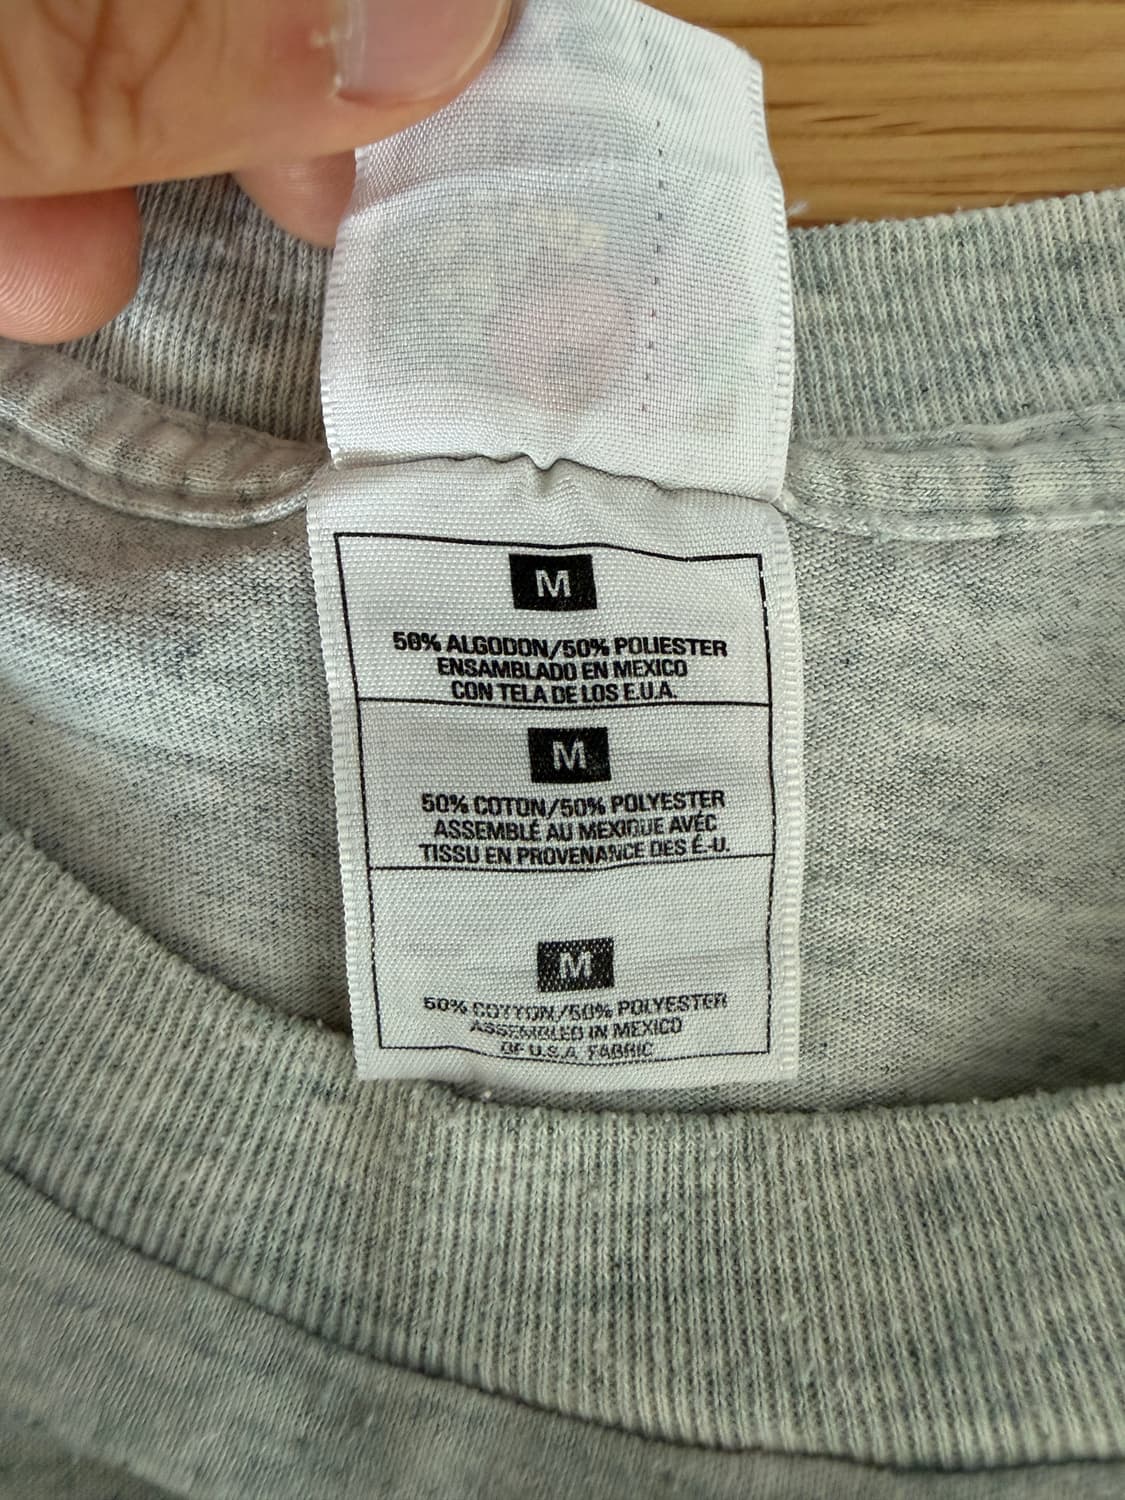 M
50% ALGODON/50% POLIESTER
ENSAMBLADO EN MEXICO
CON TELA DE LOS E.U.A.
M
50% COTON/50% POLYESTER
ASSEMBLÉ AU MEXIQUE AVEC
TISSU EN PROVENANCE DES É.-U.
M
50% COTTON/50% POLYESTER
ASSEMBLED IN MEXICO
OF U.S.A. FABRIC